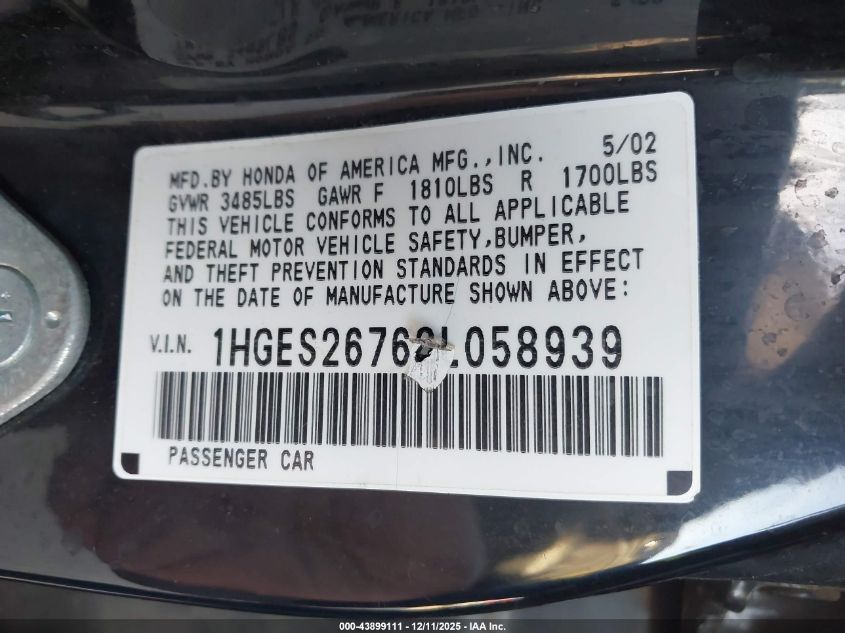 MFD.BY HONDA OF AMERICA MFG.,INC. 5/02
GVWR 3485LBS GAWR F 1810LBS R 1700LBS
THIS VEHICLE CONFORMS TO ALL APPLICABLE
FEDERAL MOTOR VEHICLE SAFETY,BUMPER,
AND THEFT PREVENTION STANDARDS IN EFFECT
ON THE DATE OF MANUFACTURE SHOWN ABOVE:
V.I.N. 1HGES26762L058939
PASSENGER CAR
000-43899111 - 12/11/2025 - IAA Inc.